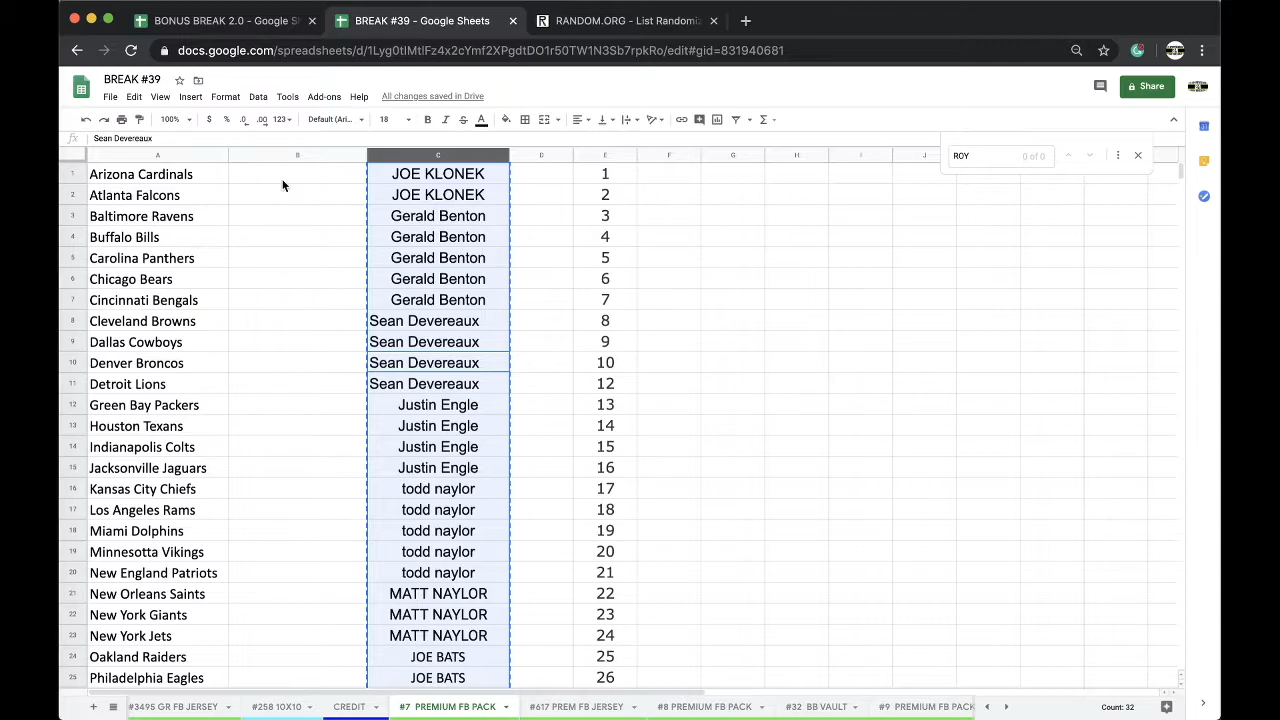 BONUS BREAK 2.0 - Google Sh
BREAK #39 - Google Sheets
RANDOM.ORG - List Randomiz
docs.google.com/spreadsheets/d/1Lyg0tIMtlFz4x2cYmf2XPgdtDO1r50TW1N3Sb7rpkRo/edit#gid=831940681
BREAK #39
File Edit View Insert Format Data Tools Add-ons Help All changes saved in Drive
Share
100% $ % .0 .00 123 Default (Ari... 18 B I S A
fx Sean Devereaux
ROY 0 of 0
A B C D E F G H I J
1 Arizona Cardinals JOE KLONEK 1
2 Atlanta Falcons JOE KLONEK 2
3 Baltimore Ravens Gerald Benton 3
4 Buffalo Bills Gerald Benton 4
5 Carolina Panthers Gerald Benton 5
6 Chicago Bears Gerald Benton 6
7 Cincinnati Bengals Gerald Benton 7
8 Cleveland Browns Sean Devereaux 8
9 Dallas Cowboys Sean Devereaux 9
10 Denver Broncos Sean Devereaux 10
11 Detroit Lions Sean Devereaux 12
12 Green Bay Packers Justin Engle 13
13 Houston Texans Justin Engle 14
14 Indianapolis Colts Justin Engle 15
15 Jacksonville Jaguars Justin Engle 16
16 Kansas City Chiefs todd naylor 17
17 Los Angeles Rams todd naylor 18
18 Miami Dolphins todd naylor 19
19 Minnesotta Vikings todd naylor 20
20 New England Patriots todd naylor 21
21 New Orleans Saints MATT NAYLOR 22
22 New York Giants MATT NAYLOR 23
23 New York Jets MATT NAYLOR 24
24 Oakland Raiders JOE BATS 25
25 Philadelphia Eagles JOE BATS 26
#349S GR FB JERSEY #258 10X10 CREDIT #7 PREMIUM FB PACK #617 PREM FB JERSEY #8 PREMIUM FB PACK #32 BB VAULT #9 PREMIUM FB PACK Count: 32